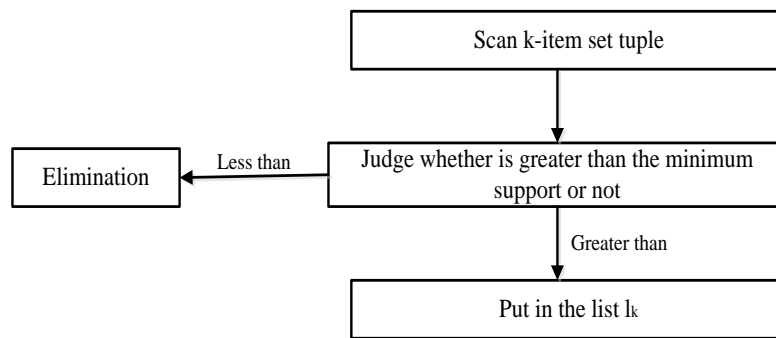 Scan k-item set tuple
Less than
Elimination
Judge whether is greater than the minimum
support or not
Greater than
Put in the list lk